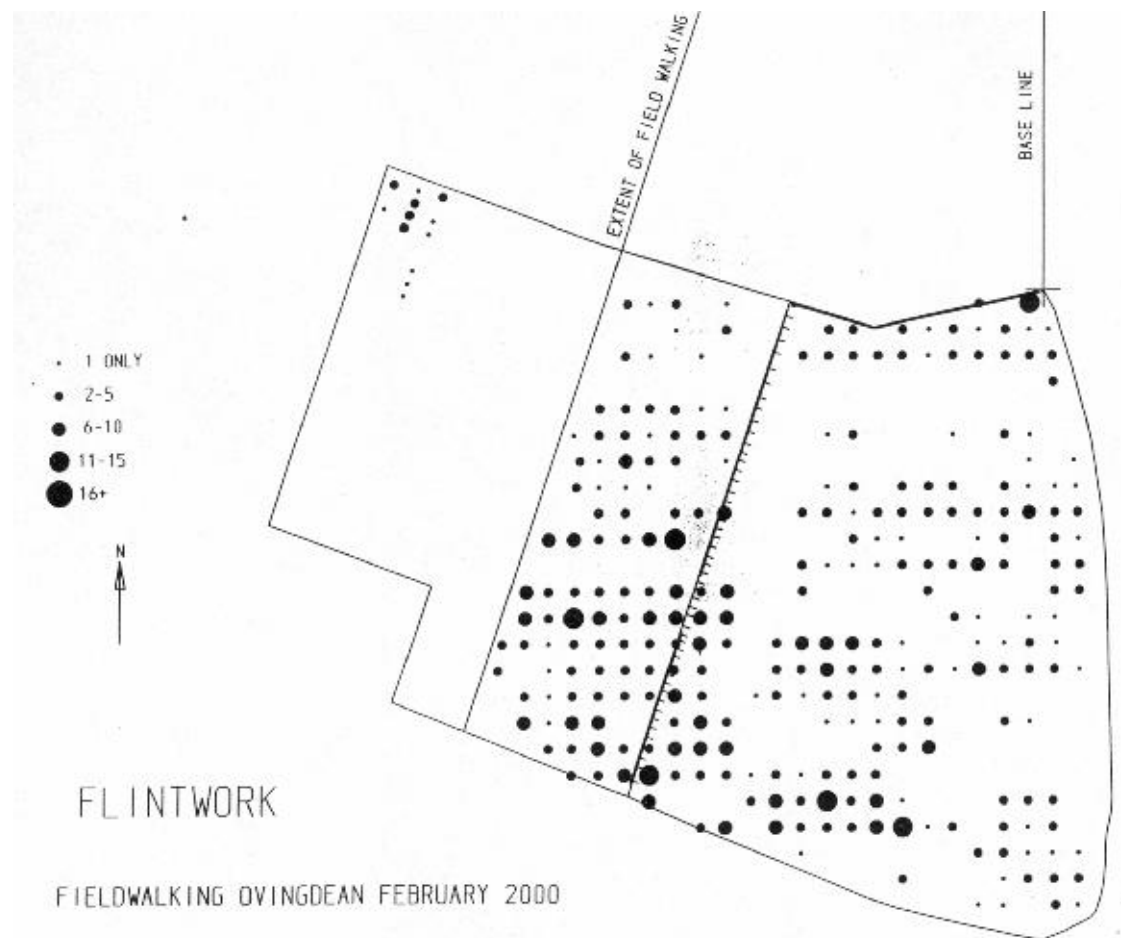 EXTENT OF FIELD WALKING
BASE LINE
1 ONLY
2-5
6-10
11-15
16+
N
FLINTWORK
FIELDWALKING OVINGDEAN FEBRUARY 2000